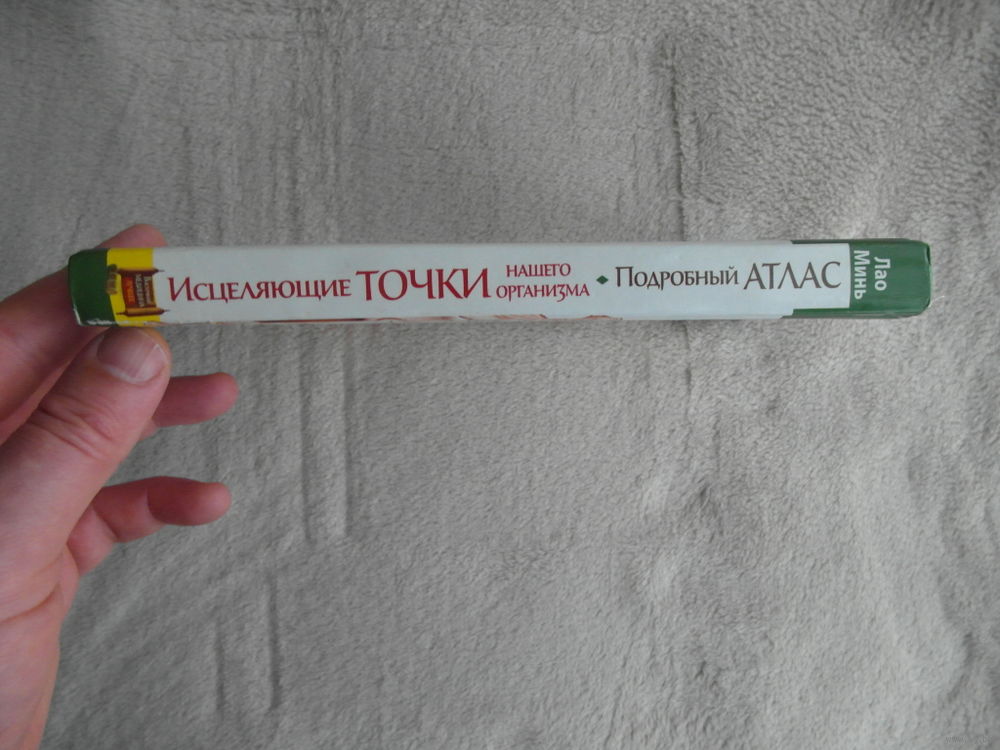 Исцеляющие ТОЧКИ нашего организма ⬥ Подробный АТЛАС
Лао
Минь